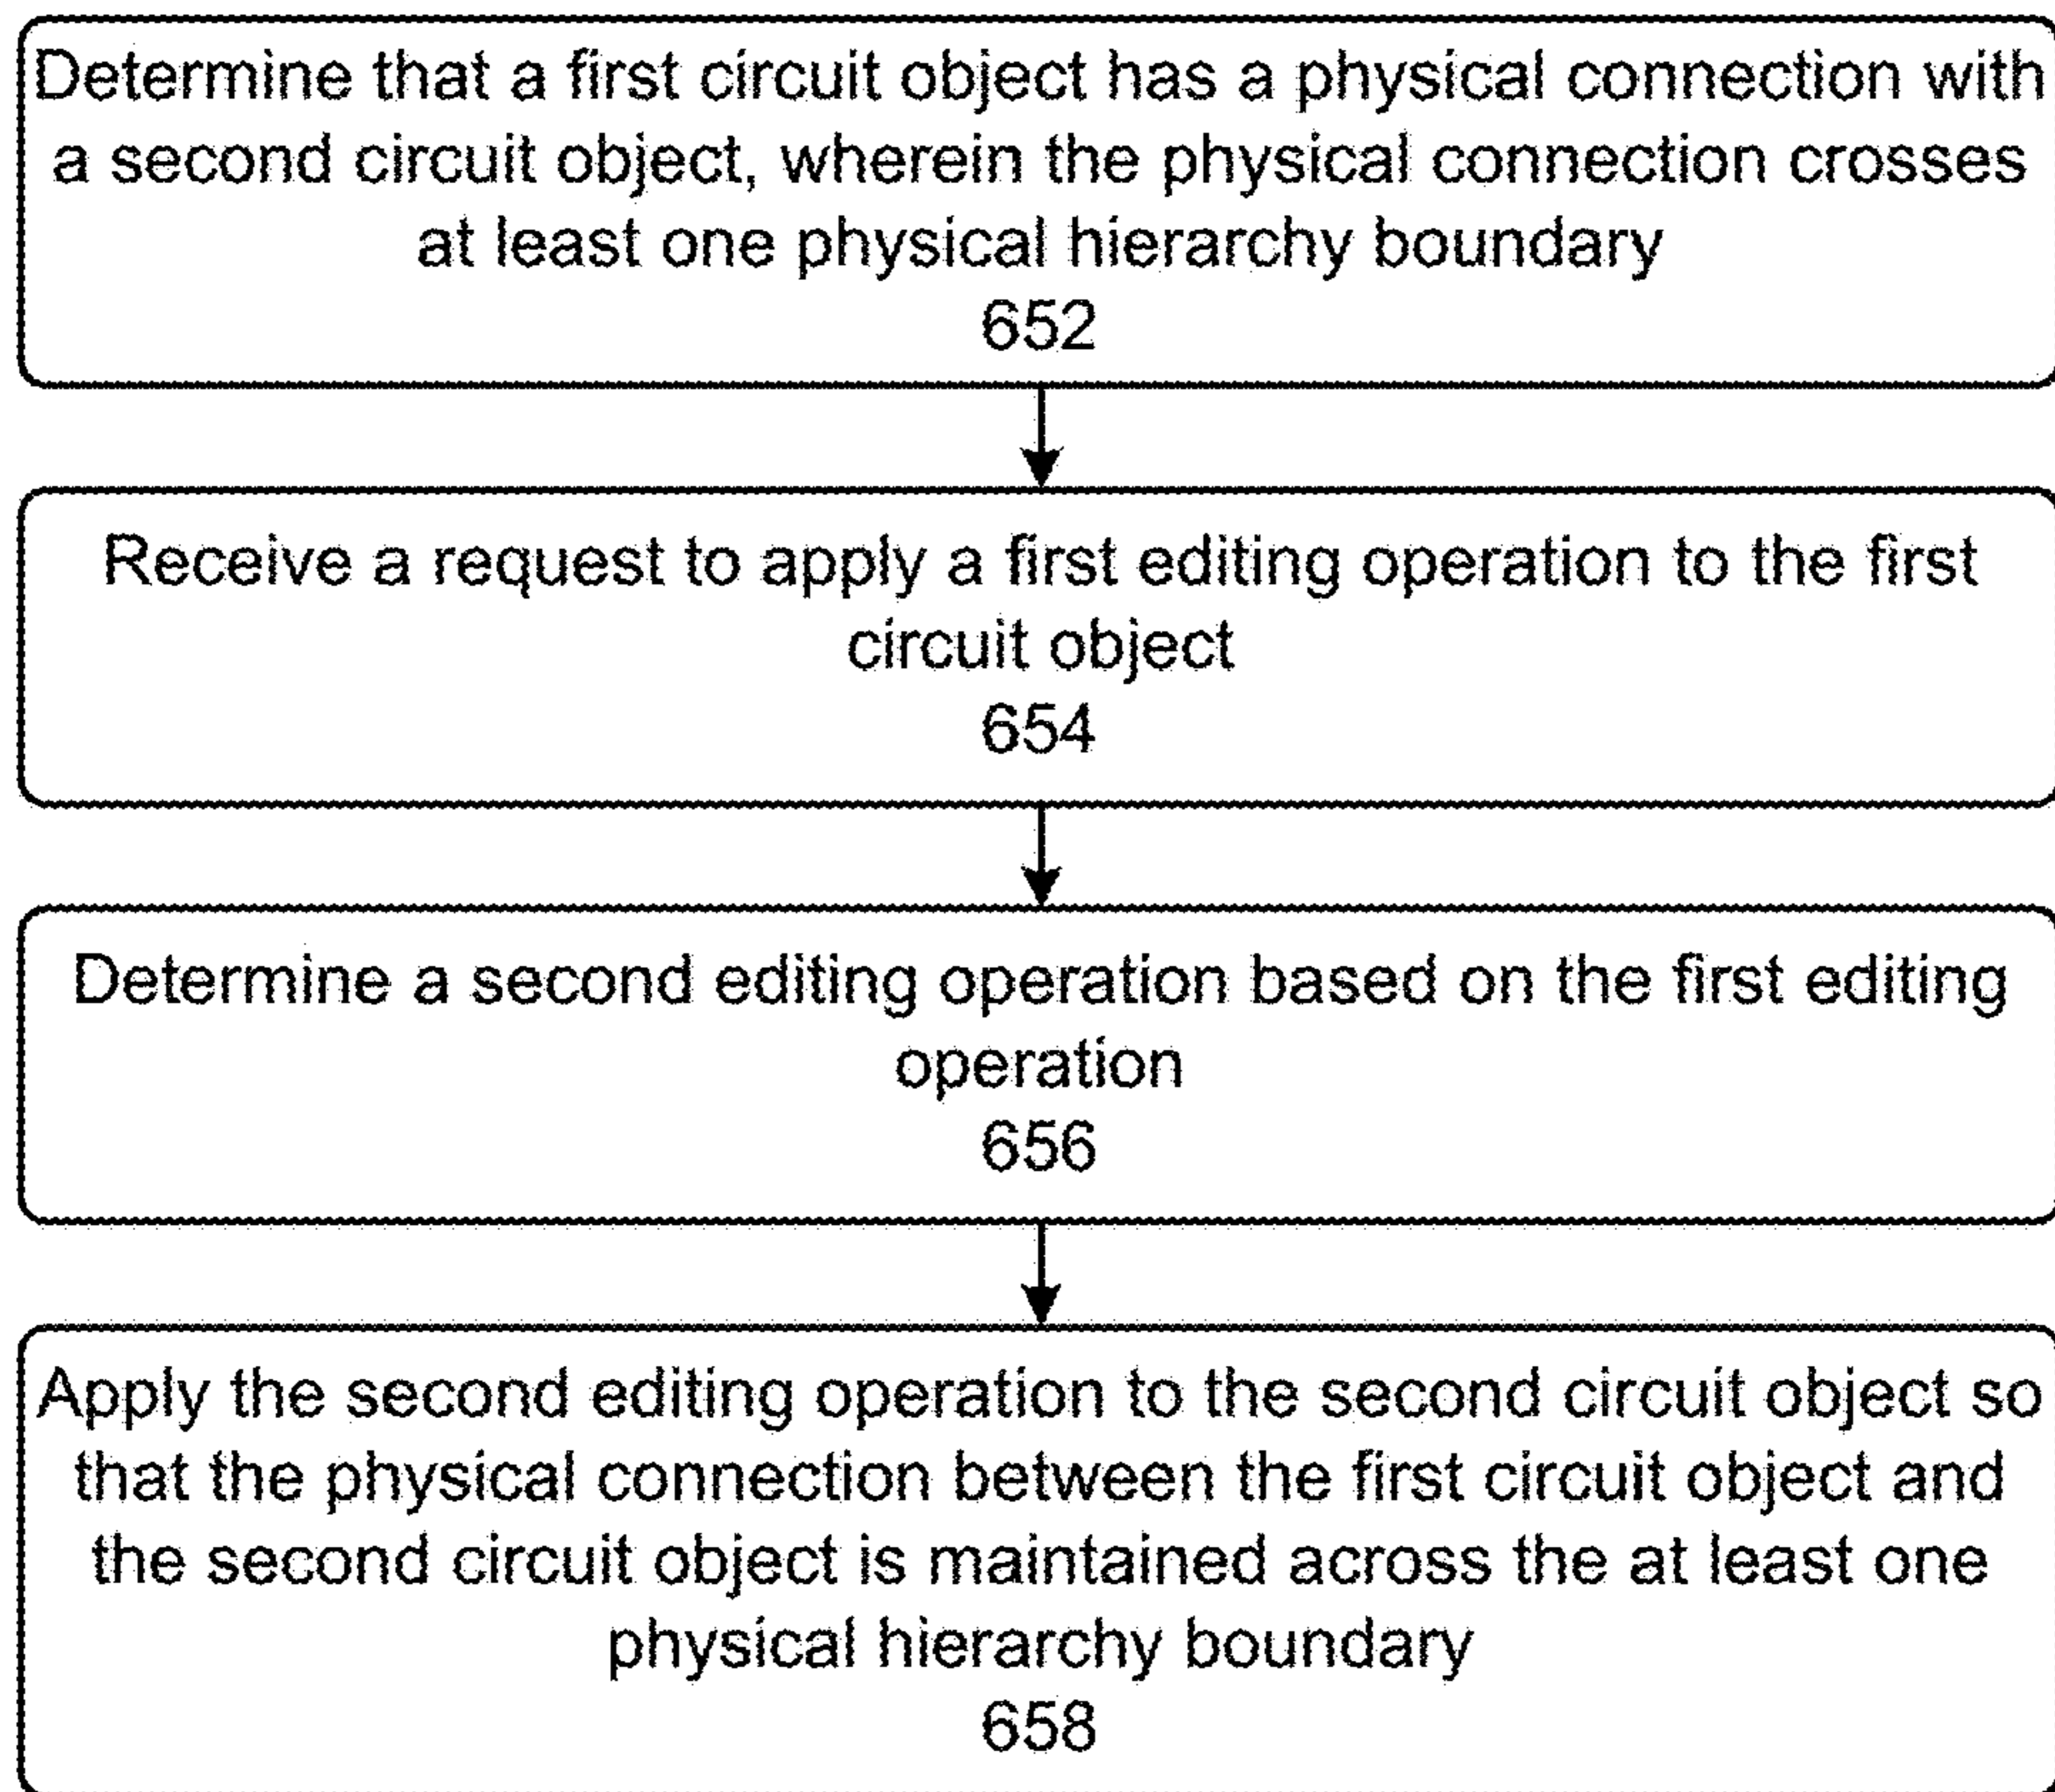 Determine that a first circuit object has a physical connection with
a second circuit object, wherein the physical connection crosses
at least one physical hierarchy boundary
652
Receive a request to apply a first editing operation to the first
circuit object
654
Determine a second editing operation based on the first editing
operation
656
Apply the second editing operation to the second circuit object so
that the physical connection between the first circuit object and
the second circuit object is maintained across the at least one
physical hierarchy boundary
658